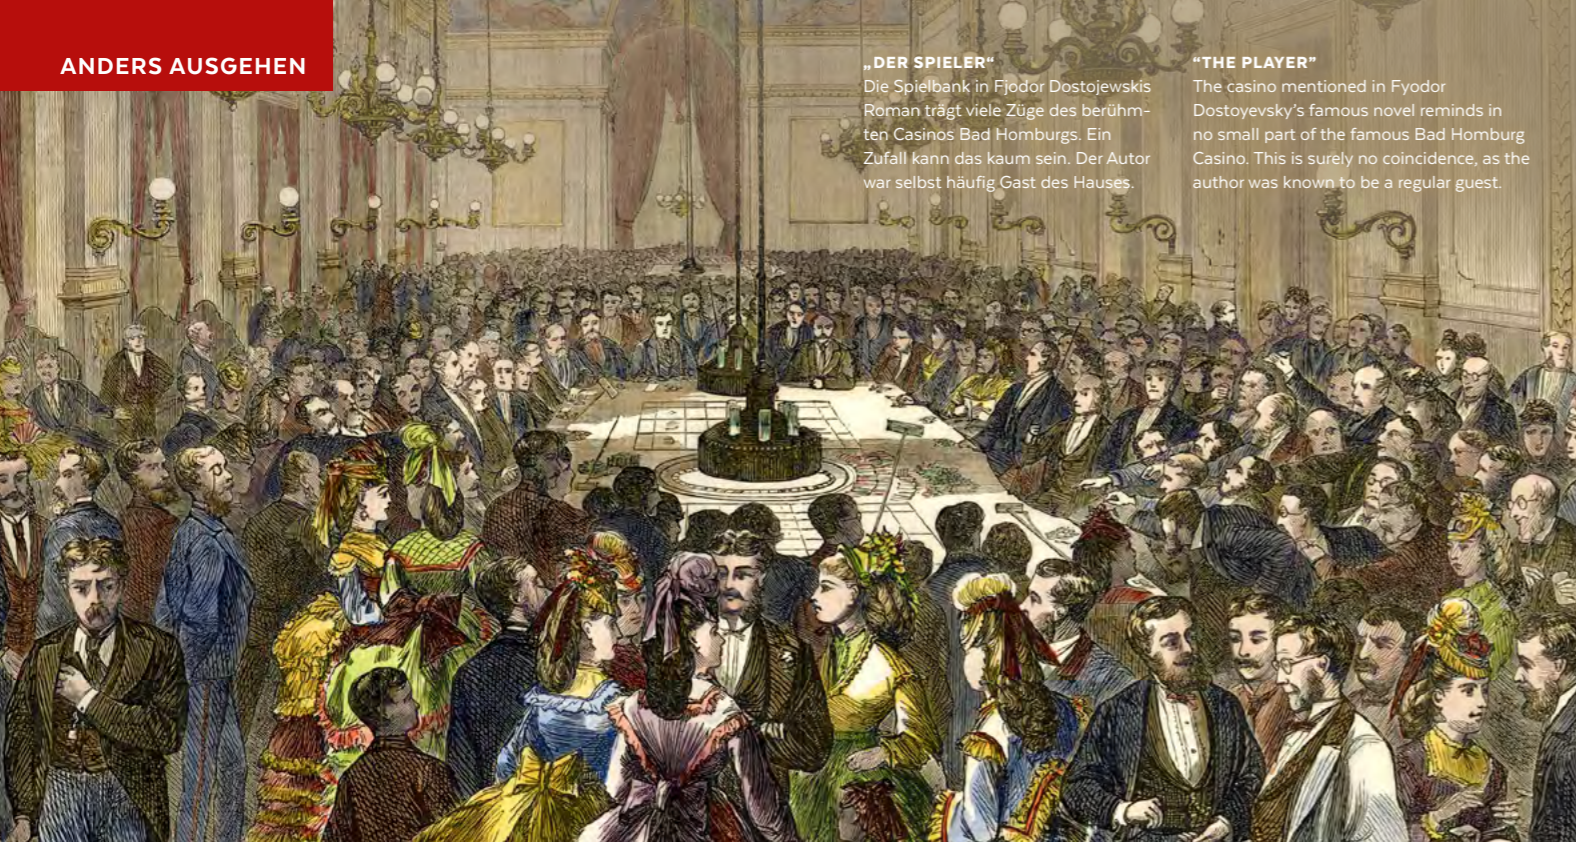 ANDERS AUSGEHEN
„DER SPIELER“
Die Spielbank in Fjodor Dostojewskis
Roman trägt viele Züge des berühm-
ten Casinos Bad Homburgs. Ein
Zufall kann das kaum sein. Der Autor
war selbst häufig Gast des Hauses.
“THE PLAYER”
The casino mentioned in Fyodor
Dostoyevsky’s famous novel reminds in
no small part of the famous Bad Homburg
Casino. This is surely no coincidence, as the
author was known to be a regular guest.